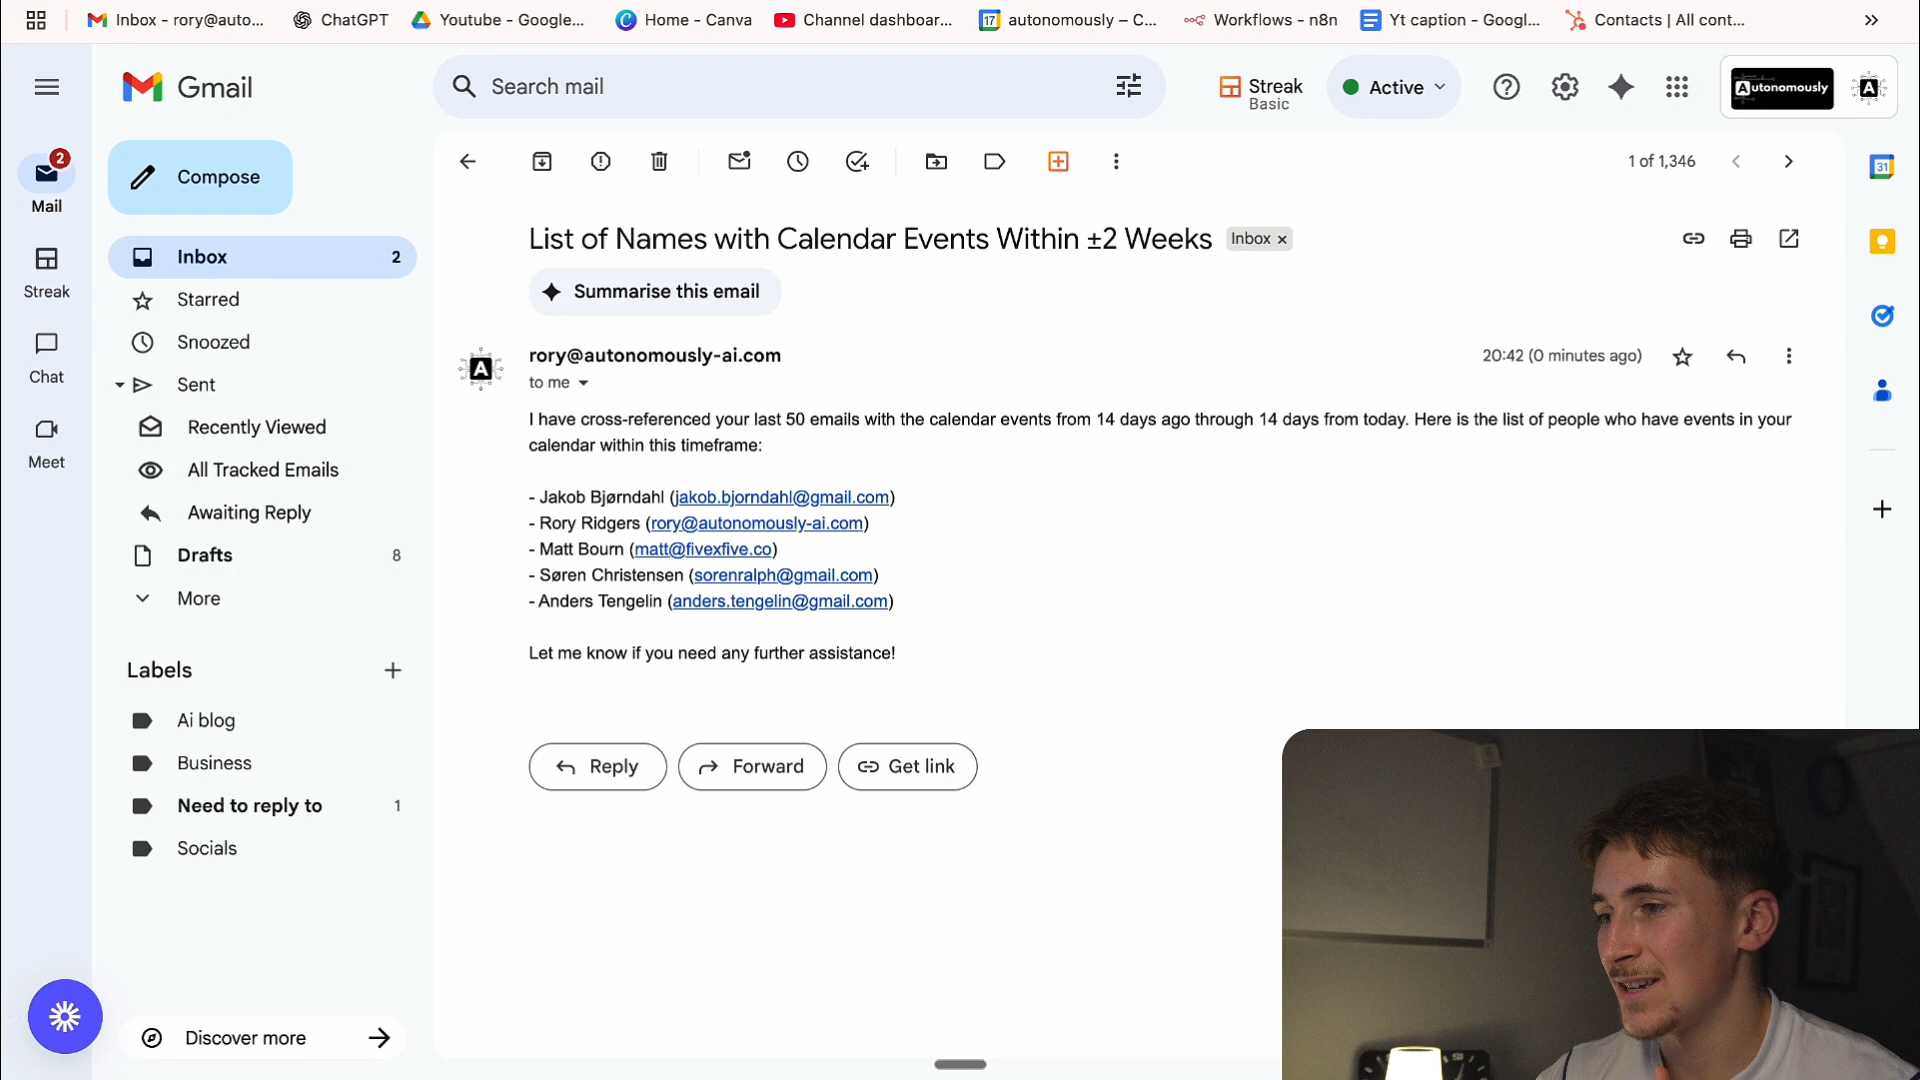 Inbox - rory@auto...
ChatGPT
Youtube - Google...
Home - Canva
Channel dashboar...
17
autonomously – C...
Workflows - n8n
Yt caption - Googl...
Contacts | All cont...
Gmail
Search mail
Streak
Basic
Active
Autonomously
A
2
Mail
Streak
Chat
Meet
Compose
Inbox 2
Starred
Snoozed
Sent
Recently Viewed
All Tracked Emails
Awaiting Reply
Drafts 8
More
Labels
Ai blog
Business
Need to reply to 1
Socials
Discover more
1 of 1,346
31
List of Names with Calendar Events Within ±2 Weeks
Inbox ×
Summarise this email
A
rory@autonomously-ai.com
20:42 (0 minutes ago)
to me
I have cross-referenced your last 50 emails with the calendar events from 14 days ago through 14 days from today. Here is the list of people who have events in your
calendar within this timeframe:
- Jakob Bjørndahl (jakob.bjorndahl@gmail.com)
- Rory Ridgers (rory@autonomously-ai.com)
- Matt Bourn (matt@fivexfive.co)
- Søren Christensen (sorenralph@gmail.com)
- Anders Tengelin (anders.tengelin@gmail.com)
Let me know if you need any further assistance!
Reply
Forward
Get link